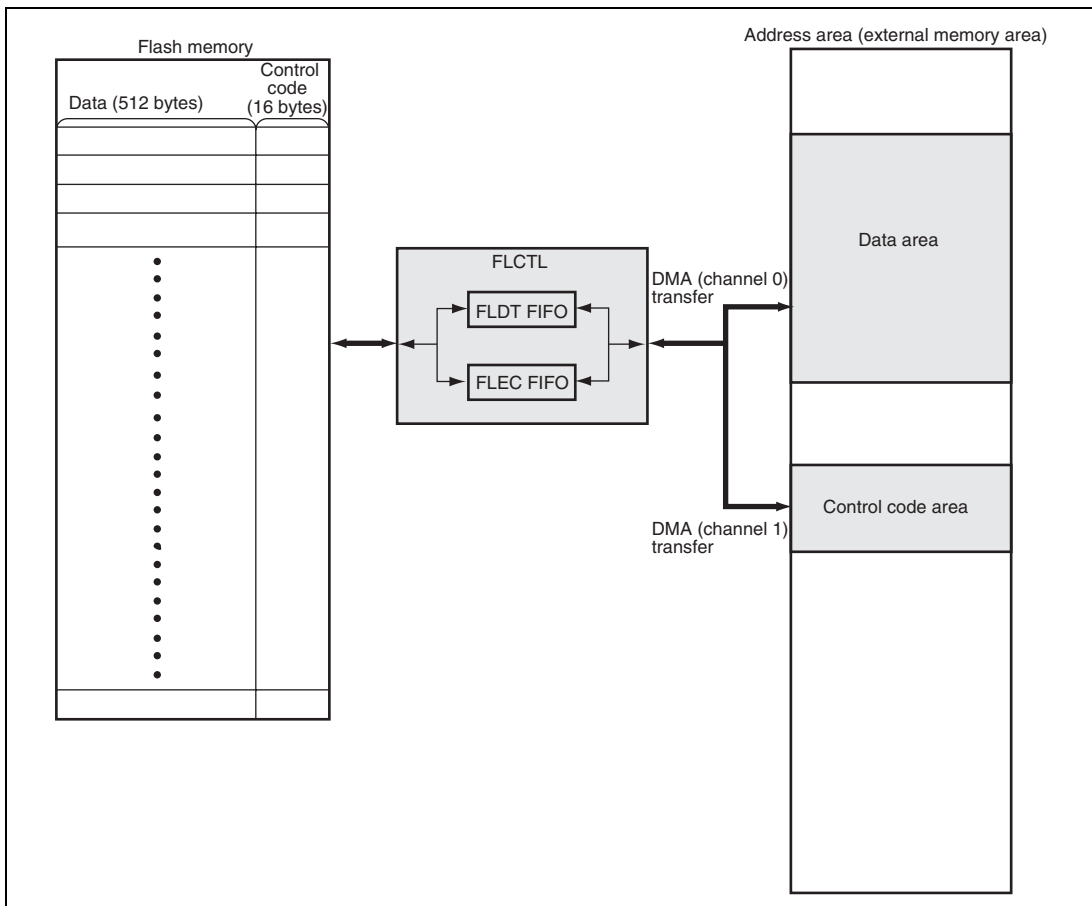 Flash memory
Control
code
(16 bytes)
Data (512 bytes)
FLCTL
FLDT FIFO
FLEC FIFO
DMA (channel 0)
transfer
DMA (channel 1)
transfer
Address area (external memory area)
Data area
Control code area